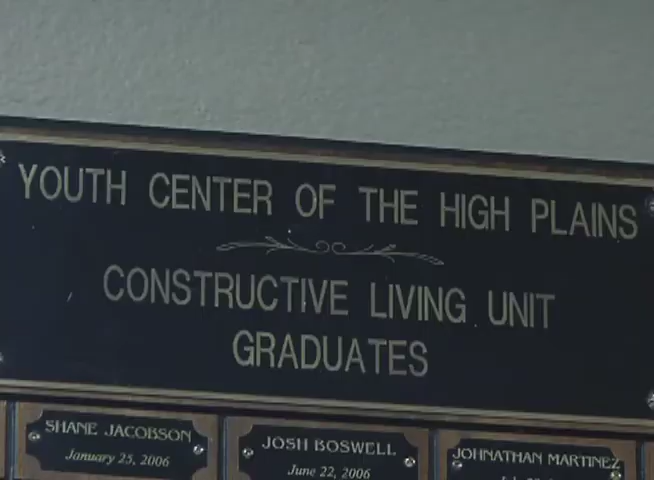 YOUTH CENTER OF THE HIGH PLAINS
CONSTRUCTIVE LIVING UNIT
GRADUATES
SHANE JACOBSON
January 25, 2006
JOSH BOSWELL
June 22, 2006
JOHNATHAN MARTINEZ